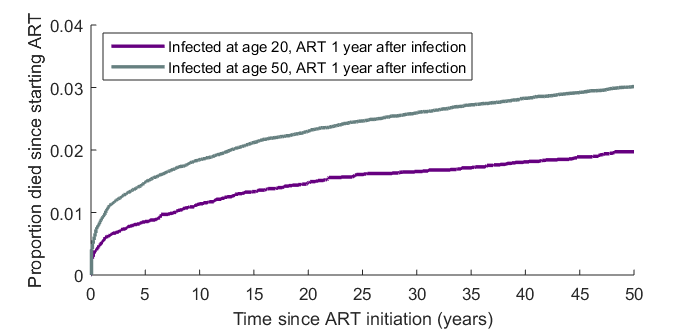 Proportion died since starting ART
0.04
0.03
0.02
0.01
0
Infected at age 20, ART 1 year after infection
Infected at age 50, ART 1 year after infection
0 5 10 15 20 25 30 35 40 45 50
Time since ART initiation (years)